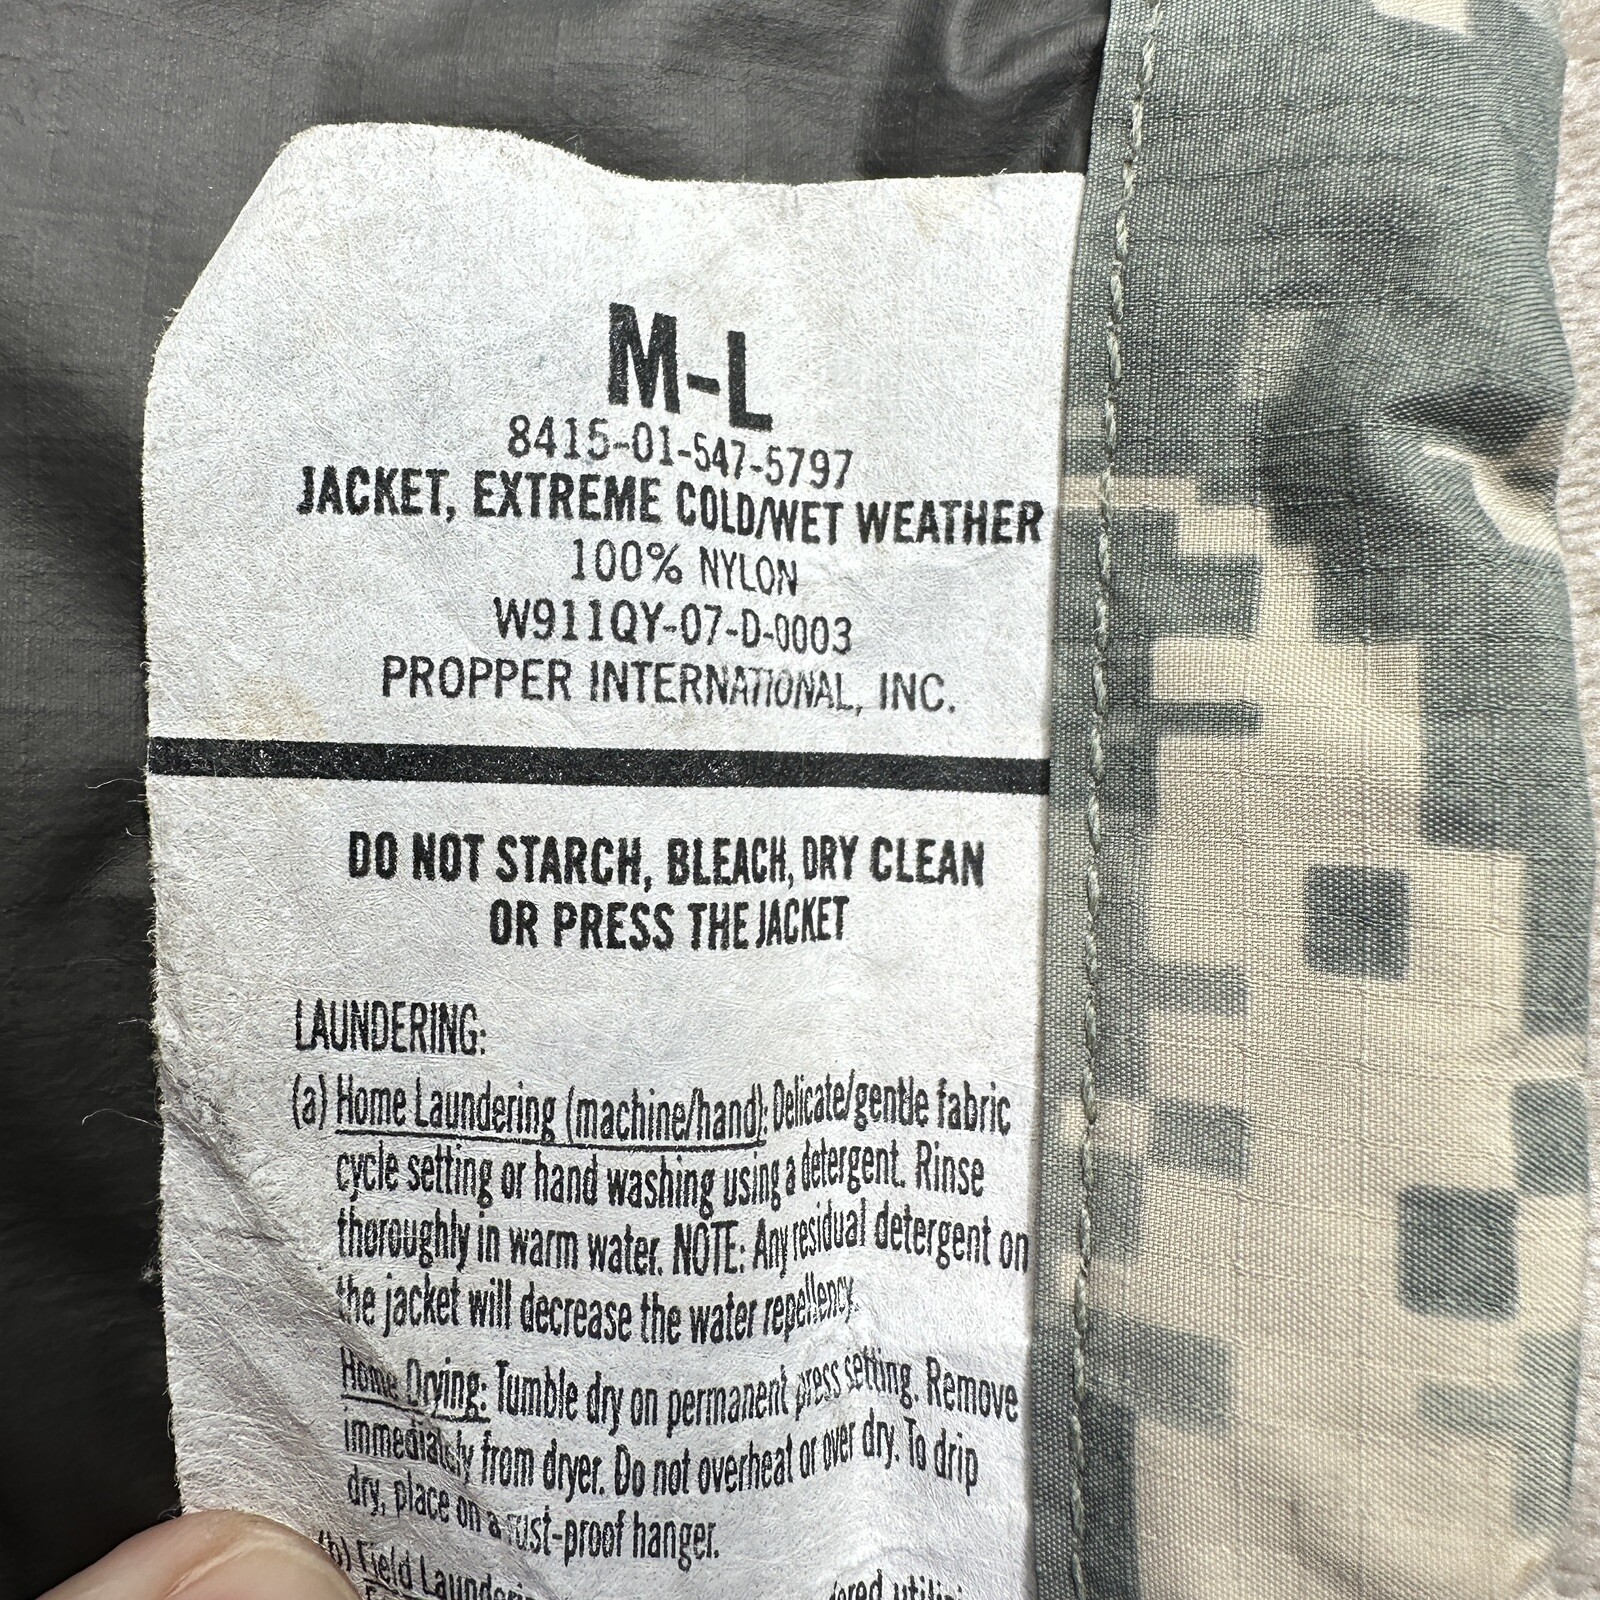 M-L
8415-01-547-5797
JACKET, EXTREME COLD/WET WEATHER
100% NYLON
W911QY-07-D-0003
PROPPER INTERNATIONAL, INC.
DO NOT STARCH, BLEACH, DRY CLEAN
OR PRESS THE JACKET
LAUNDERING:
(a) Home Laundering (machine/hand): Delicate/gentle fabric
cycle setting or hand washing using a detergent. Rinse
thoroughly in warm water. NOTE: Any residual detergent on
the jacket will decrease the water repellency.
Home Drying: Tumble dry on permanent press setting. Remove
immediately from dryer. Do not overheat or over dry. To drip
dry, place on a rust-proof hanger.
(b) Field